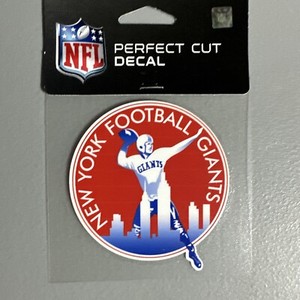 NFL
PERFECT CUT
DECAL
NEW YORK FOOTBALL GIANTS
GIANTS